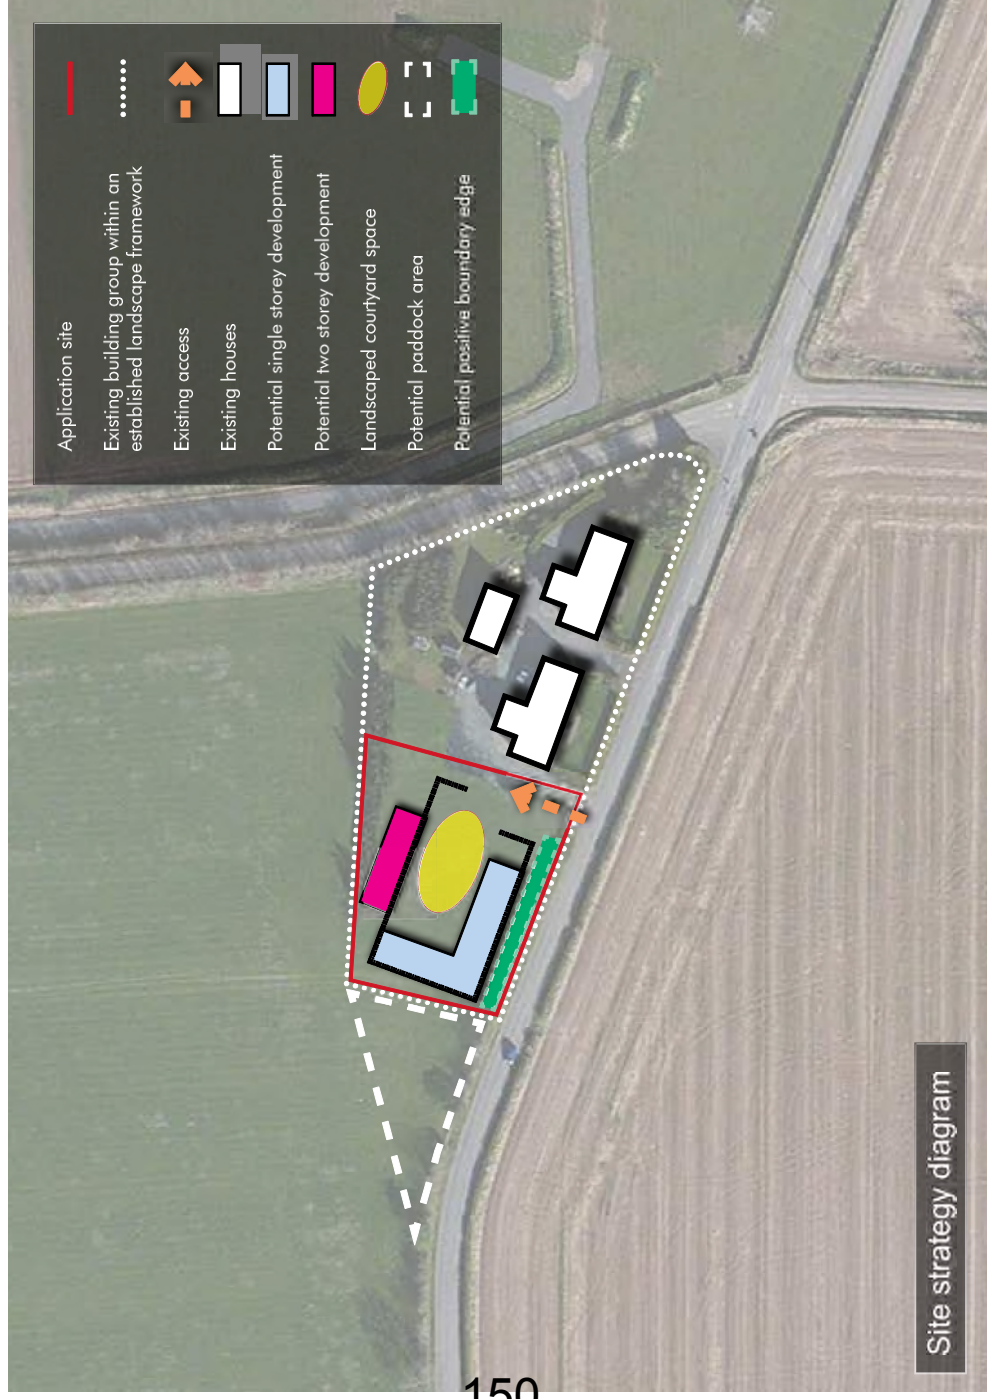 Application site
Existing building group within an
established landscape framework
Existing access
Existing houses
Potential single storey development
Potential two storey development
Landscaped courtyard space
Potential paddock area
Potential positive boundary edge
Site strategy diagram
150